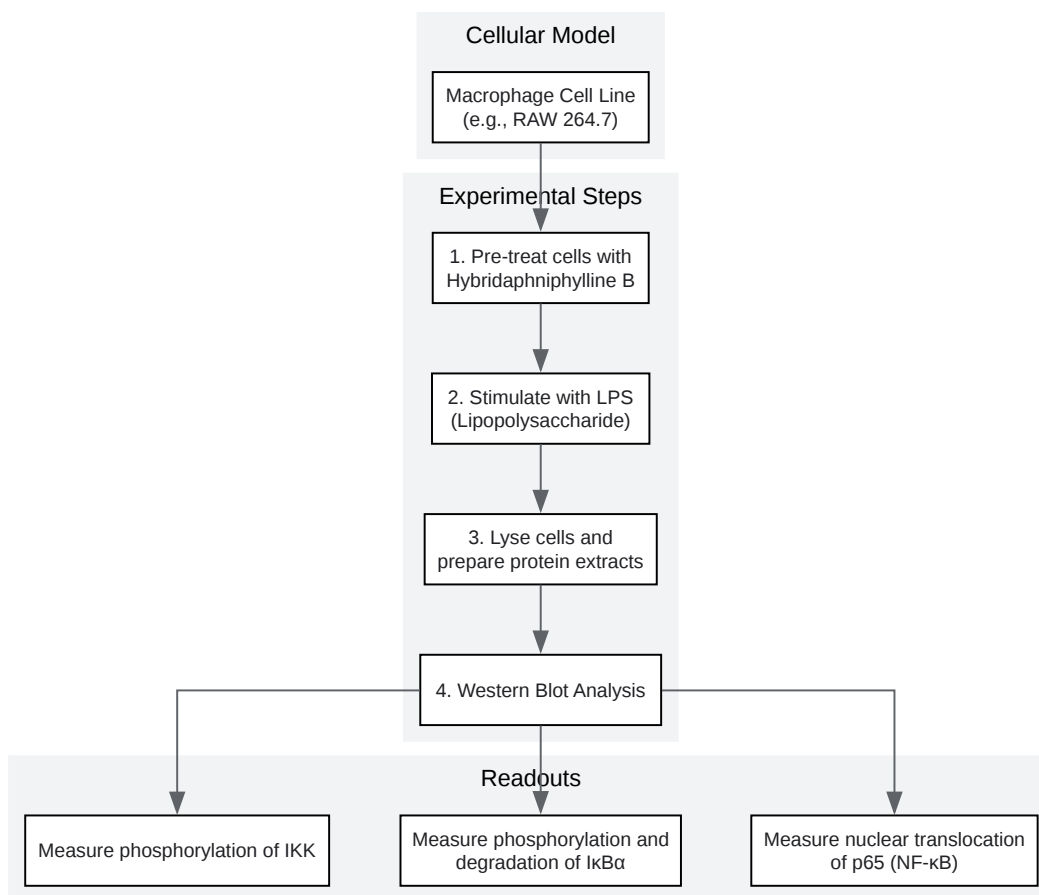 Cellular Model
Macrophage Cell Line
(e.g., RAW 264.7)
Experimental Steps
1. Pre-treat cells with
Hybridaphniphylline B
2. Stimulate with LPS
(Lipopolysaccharide)
3. Lyse cells and
prepare protein extracts
4. Western Blot Analysis
Readouts
Measure phosphorylation of IKK
Measure phosphorylation and
degradation of IκBα
Measure nuclear translocation
of p65 (NF-κB)